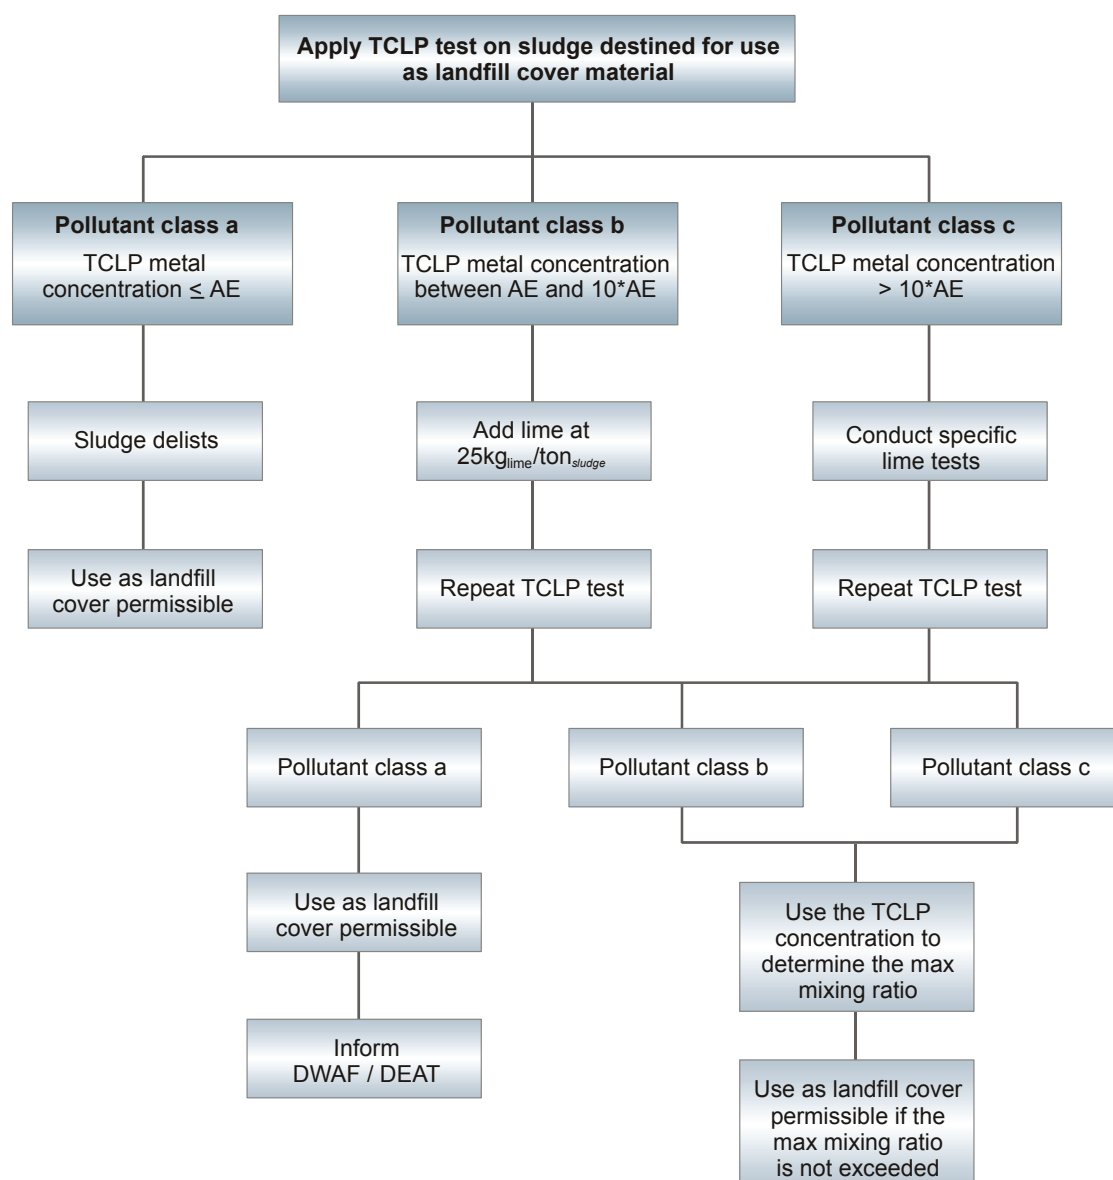 Apply TCLP test on sludge destined for use
as landfill cover material
Pollutant class a
TCLP metal
concentration ≤ AE
Pollutant class b
TCLP metal concentration
between AE and 10*AE
Pollutant class c
TCLP metal concentration
> 10*AE
Sludge delists
Add lime at
25kglime/tonsludge
Conduct specific
lime tests
Use as landfill
cover permissible
Repeat TCLP test
Repeat TCLP test
Pollutant class a
Pollutant class b
Pollutant class c
Use as landfill
cover permissible
Use the TCLP
concentration to
determine the max
mixing ratio
Inform
DWAF / DEAT
Use as landfill cover
permissible if the
max mixing ratio
is not exceeded